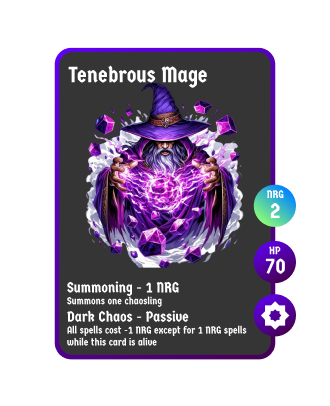 Tenebrous Mage
NRG
2
HP
70
Summoning - 1 NRG
Summons one chaosling
Dark Chaos - Passive
All spells cost -1 NRG except for 1 NRG spells
while this card is alive